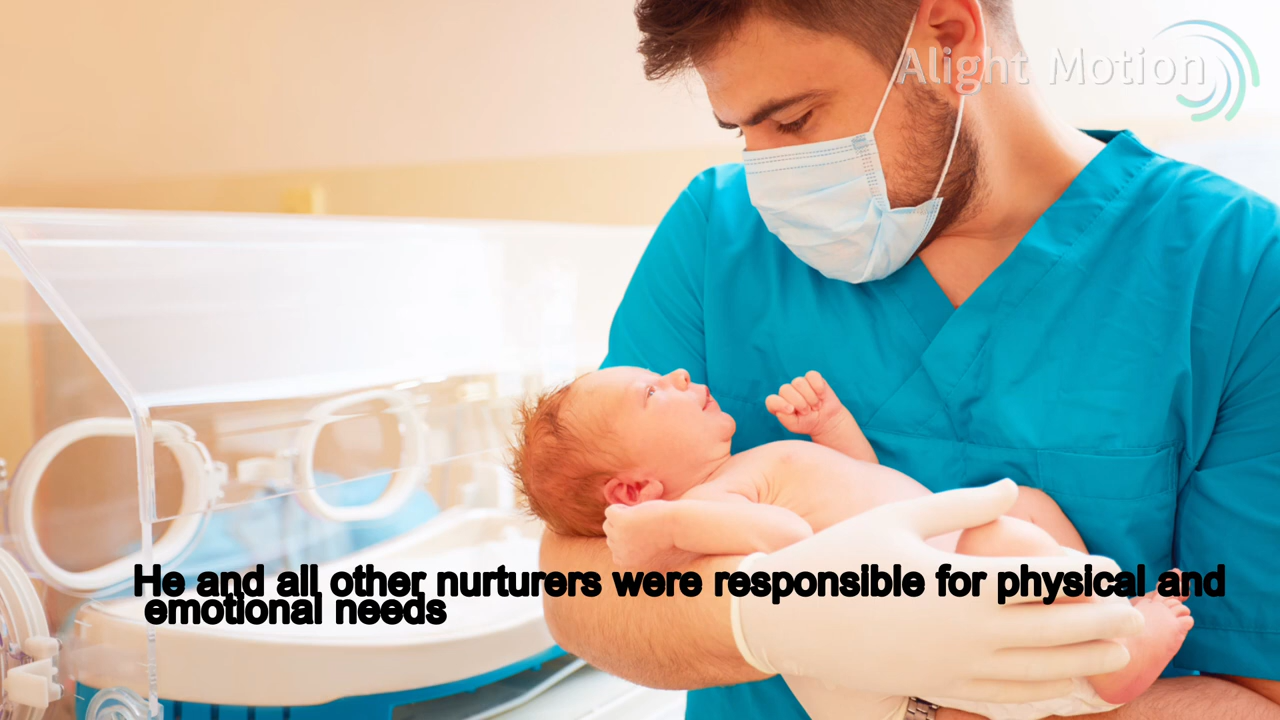 Alight Motion
He and all other nurturers were responsible for physical and
emotional needs